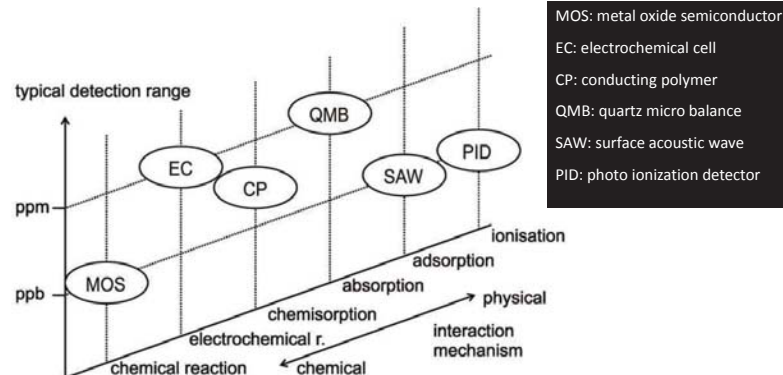 typical detection range
ppm
ppb
MOS
EC
CP
QMB
SAW
PID
ionisation
adsorption
absorption
chemisorption
electrochemical r.
chemical reaction
physical
interaction
mechanism
chemical
MOS: metal oxide semiconductor
EC: electrochemical cell
CP: conducting polymer
QMB: quartz micro balance
SAW: surface acoustic wave
PID: photo ionization detector